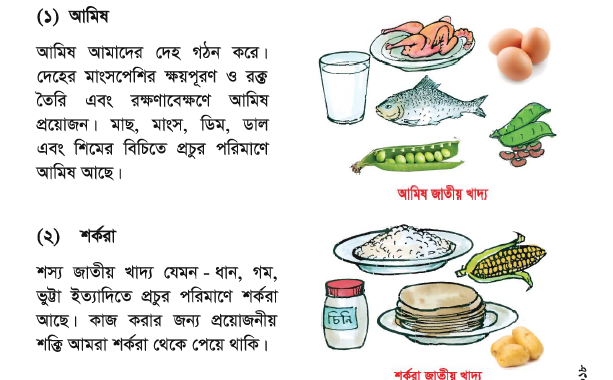 (১) আমিষ
আমিষ আমাদের দেহ গঠন করে।
দেহের মাংসপেশির ক্ষয়পূরণ ও রক্ত
তৈরি এবং রক্ষণাবেক্ষণে আমিষ
প্রয়োজন। মাছ, মাংস, ডিম, ডাল
এবং শিমের বিচিতে প্রচুর পরিমাণে
আমিষ আছে।
আমিষ জাতীয় খাদ্য
(২) শর্করা
শস্য জাতীয় খাদ্য যেমন - ধান, গম,
ভুট্টা ইত্যাদিতে প্রচুর পরিমাণে শর্করা
আছে। কাজ করার জন্য প্রয়োজনীয়
শক্তি আমরা শর্করা থেকে পেয়ে থাকি।
চিনি
শর্করা জাতীয় খাদ্য